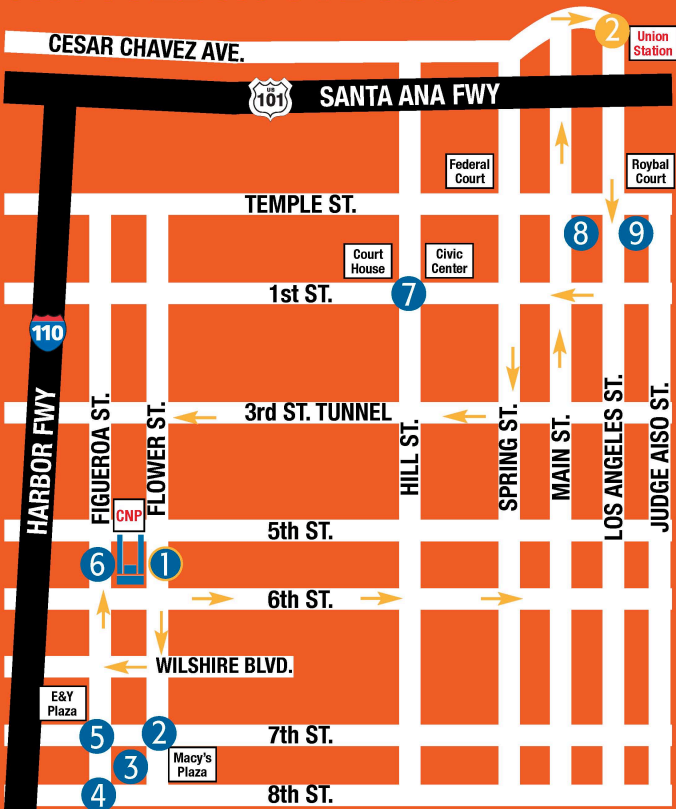 CESAR CHAVEZ AVE.
2
Union
Station
US
101
SANTA ANA FWY
Federal
Court
Roybal
Court
TEMPLE ST.
8
9
Court
House
Civic
Center
7
1st ST.
110
HARBOR FWY
FIGUEROA ST.
FLOWER ST.
3rd ST. TUNNEL
HILL ST.
SPRING ST.
MAIN ST.
LOS ANGELES ST.
JUDGE AISO ST.
CNP
5th ST.
6
1
6th ST.
WILSHIRE BLVD.
E&Y
Plaza
5
2
7th ST.
3
Macy's
Plaza
4
8th ST.